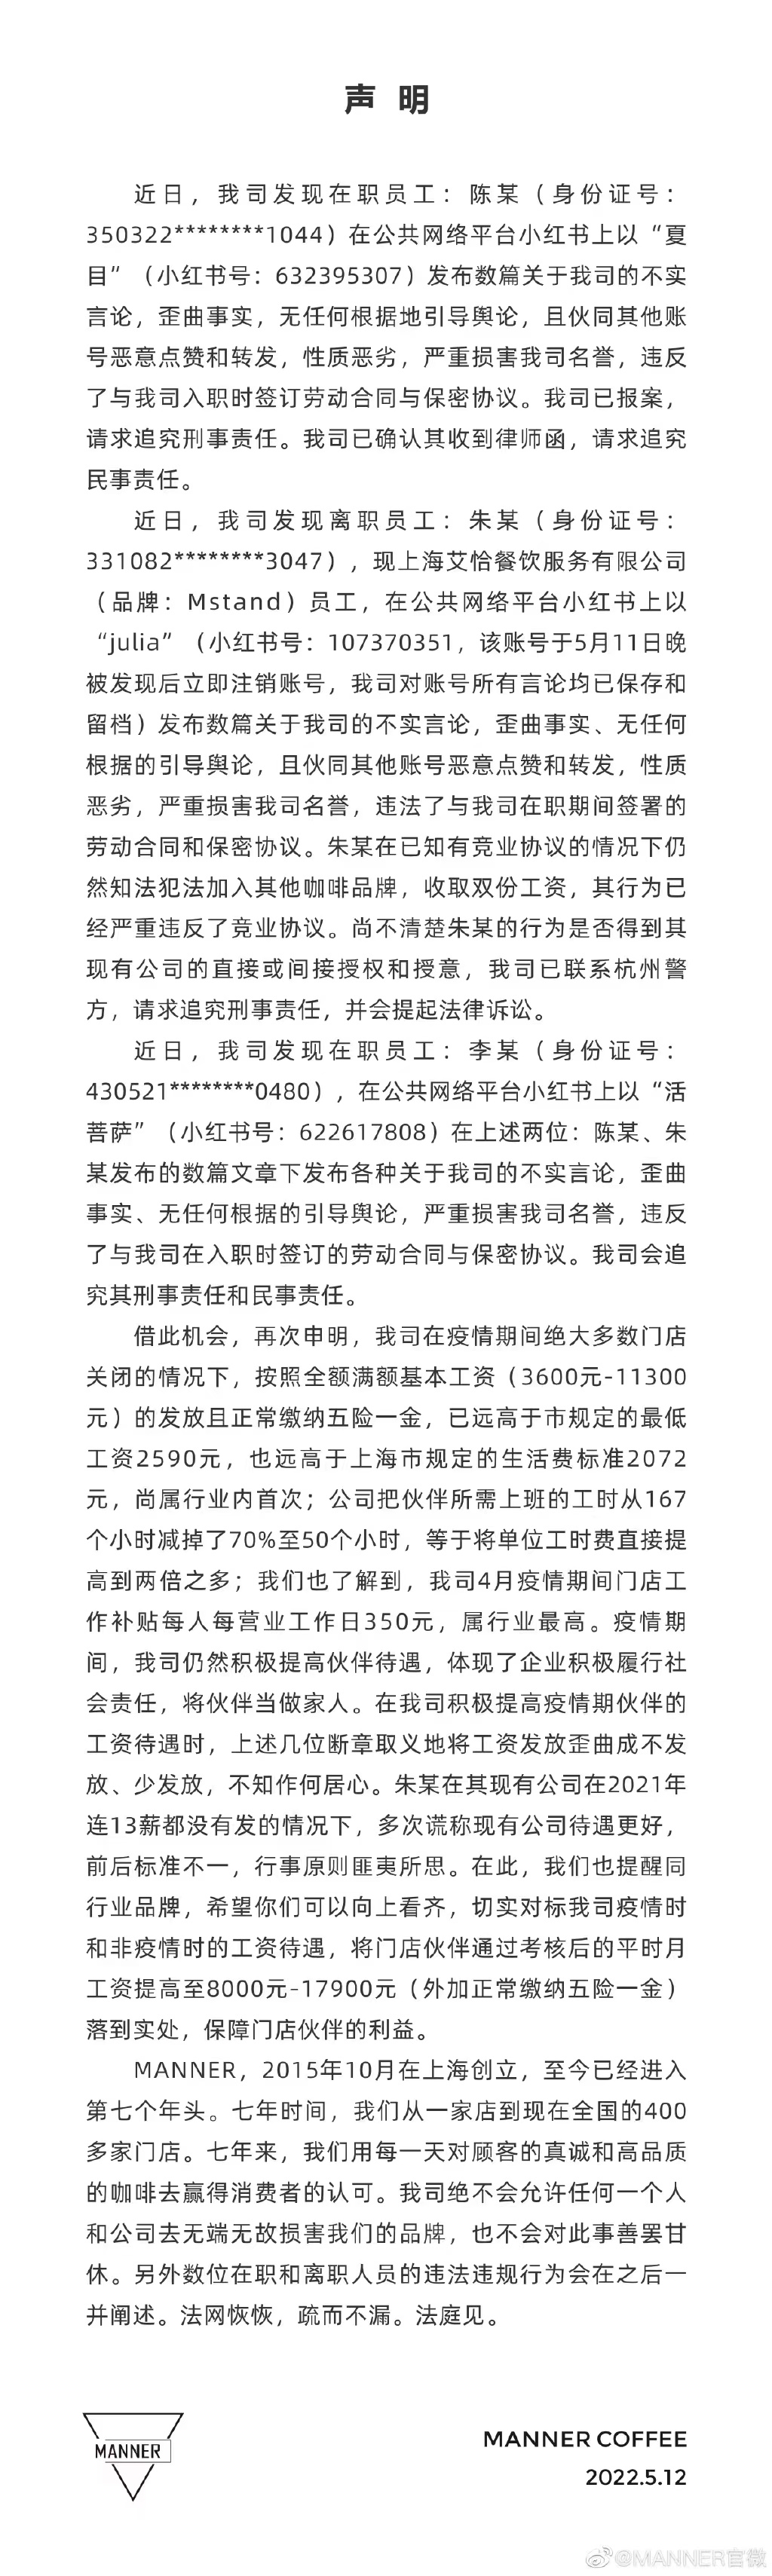 声 明
近日，我司发现在职员工：陈某（身份证号：
350322********1044）在公共网络平台小红书上以“夏
目”（小红书号：632395307）发布数篇关于我司的不实
言论，歪曲事实，无任何根据地引导舆论，且伙同其他账
号恶意点赞和转发，性质恶劣，严重损害我司名誉，违反
了与我司入职时签订劳动合同与保密协议。我司已报案，
请求追究刑事责任。我司已确认其收到律师函，请求追究
民事责任。
近日，我司发现离职员工：朱某（身份证号：
331082********3047），现上海艾恰餐饮服务有限公司
（品牌：Mstand）员工，在公共网络平台小红书上以
“julia”（小红书号：107370351，该账号于5月11日晚
被发现后立即注销账号，我司对账号所有言论均已保存和
留档）发布数篇关于我司的不实言论，歪曲事实、无任何
根据的引导舆论，且伙同其他账号恶意点赞和转发，性质
恶劣，严重损害我司名誉，违法了与我司在职期间签署的
劳动合同和保密协议。朱某在已知有竞业协议的情况下仍
然知法犯法加入其他咖啡品牌，收取双份工资，其行为已
经严重违反了竞业协议。尚不清楚朱某的行为是否得到其
现有公司的直接或间接授权和授意，我司已联系杭州警
方，请求追究刑事责任，并会提起法律诉讼。
近日，我司发现在职员工：李某（身份证号：
430521********0480），在公共网络平台小红书上以“活
菩萨”（小红书号：622617808）在上述两位：陈某、朱
某发布的数篇文章下发布各种关于我司的不实言论，歪曲
事实、无任何根据的引导舆论，严重损害我司名誉，违反
了与我司在入职时签订的劳动合同与保密协议。我司会追
究其刑事责任和民事责任。
借此机会，再次申明，我司在疫情期间绝大多数门店
关闭的情况下，按照全额满额基本工资（3600元-11300
元）的发放且正常缴纳五险一金，已远高于市规定的最低
工资2590元，也远高于上海市规定的生活费标准2072
元，尚属行业内首次；公司把伙伴所需上班的工时从167
个小时减掉了70%至50个小时，等于将单位工时费直接提
高到两倍之多；我们也了解到，我司4月疫情期间门店工
作补贴每人每营业工作日350元，属行业最高。疫情期
间，我司仍然积极提高伙伴待遇，体现了企业积极履行社
会责任，将伙伴当做家人。在我司积极提高疫情期伙伴的
工资待遇时，上述几位断章取义地将工资发放歪曲成不发
放、少发放，不知作何居心。朱某在其现有公司在2021年
连13薪都没有发的情况下，多次谎称现有公司待遇更好，
前后标准不一，行事原则匪夷所思。在此，我们也提醒同
行业品牌，希望你们可以向上看齐，切实对标我司疫情时
和非疫情时的工资待遇，将门店伙伴通过考核后的平时月
工资提高至8000元-17900元（外加正常缴纳五险一金）
落到实处，保障门店伙伴的利益。
MANNER，2015年10月在上海创立，至今已经进入
第七个年头。七年时间，我们从一家店到现在全国的400
多家门店。七年来，我们用每一天对顾客的真诚和高品质
的咖啡去赢得消费者的认可。我司绝不会允许任何一个人
和公司去无端无故损害我们的品牌，也不会对此事善罢甘
休。另外数位在职和离职人员的违法违规行为会在之后一
并阐述。法网恢恢，疏而不漏。法庭见。
MANNER
MANNER COFFEE
2022.5.12
@MANNER官微